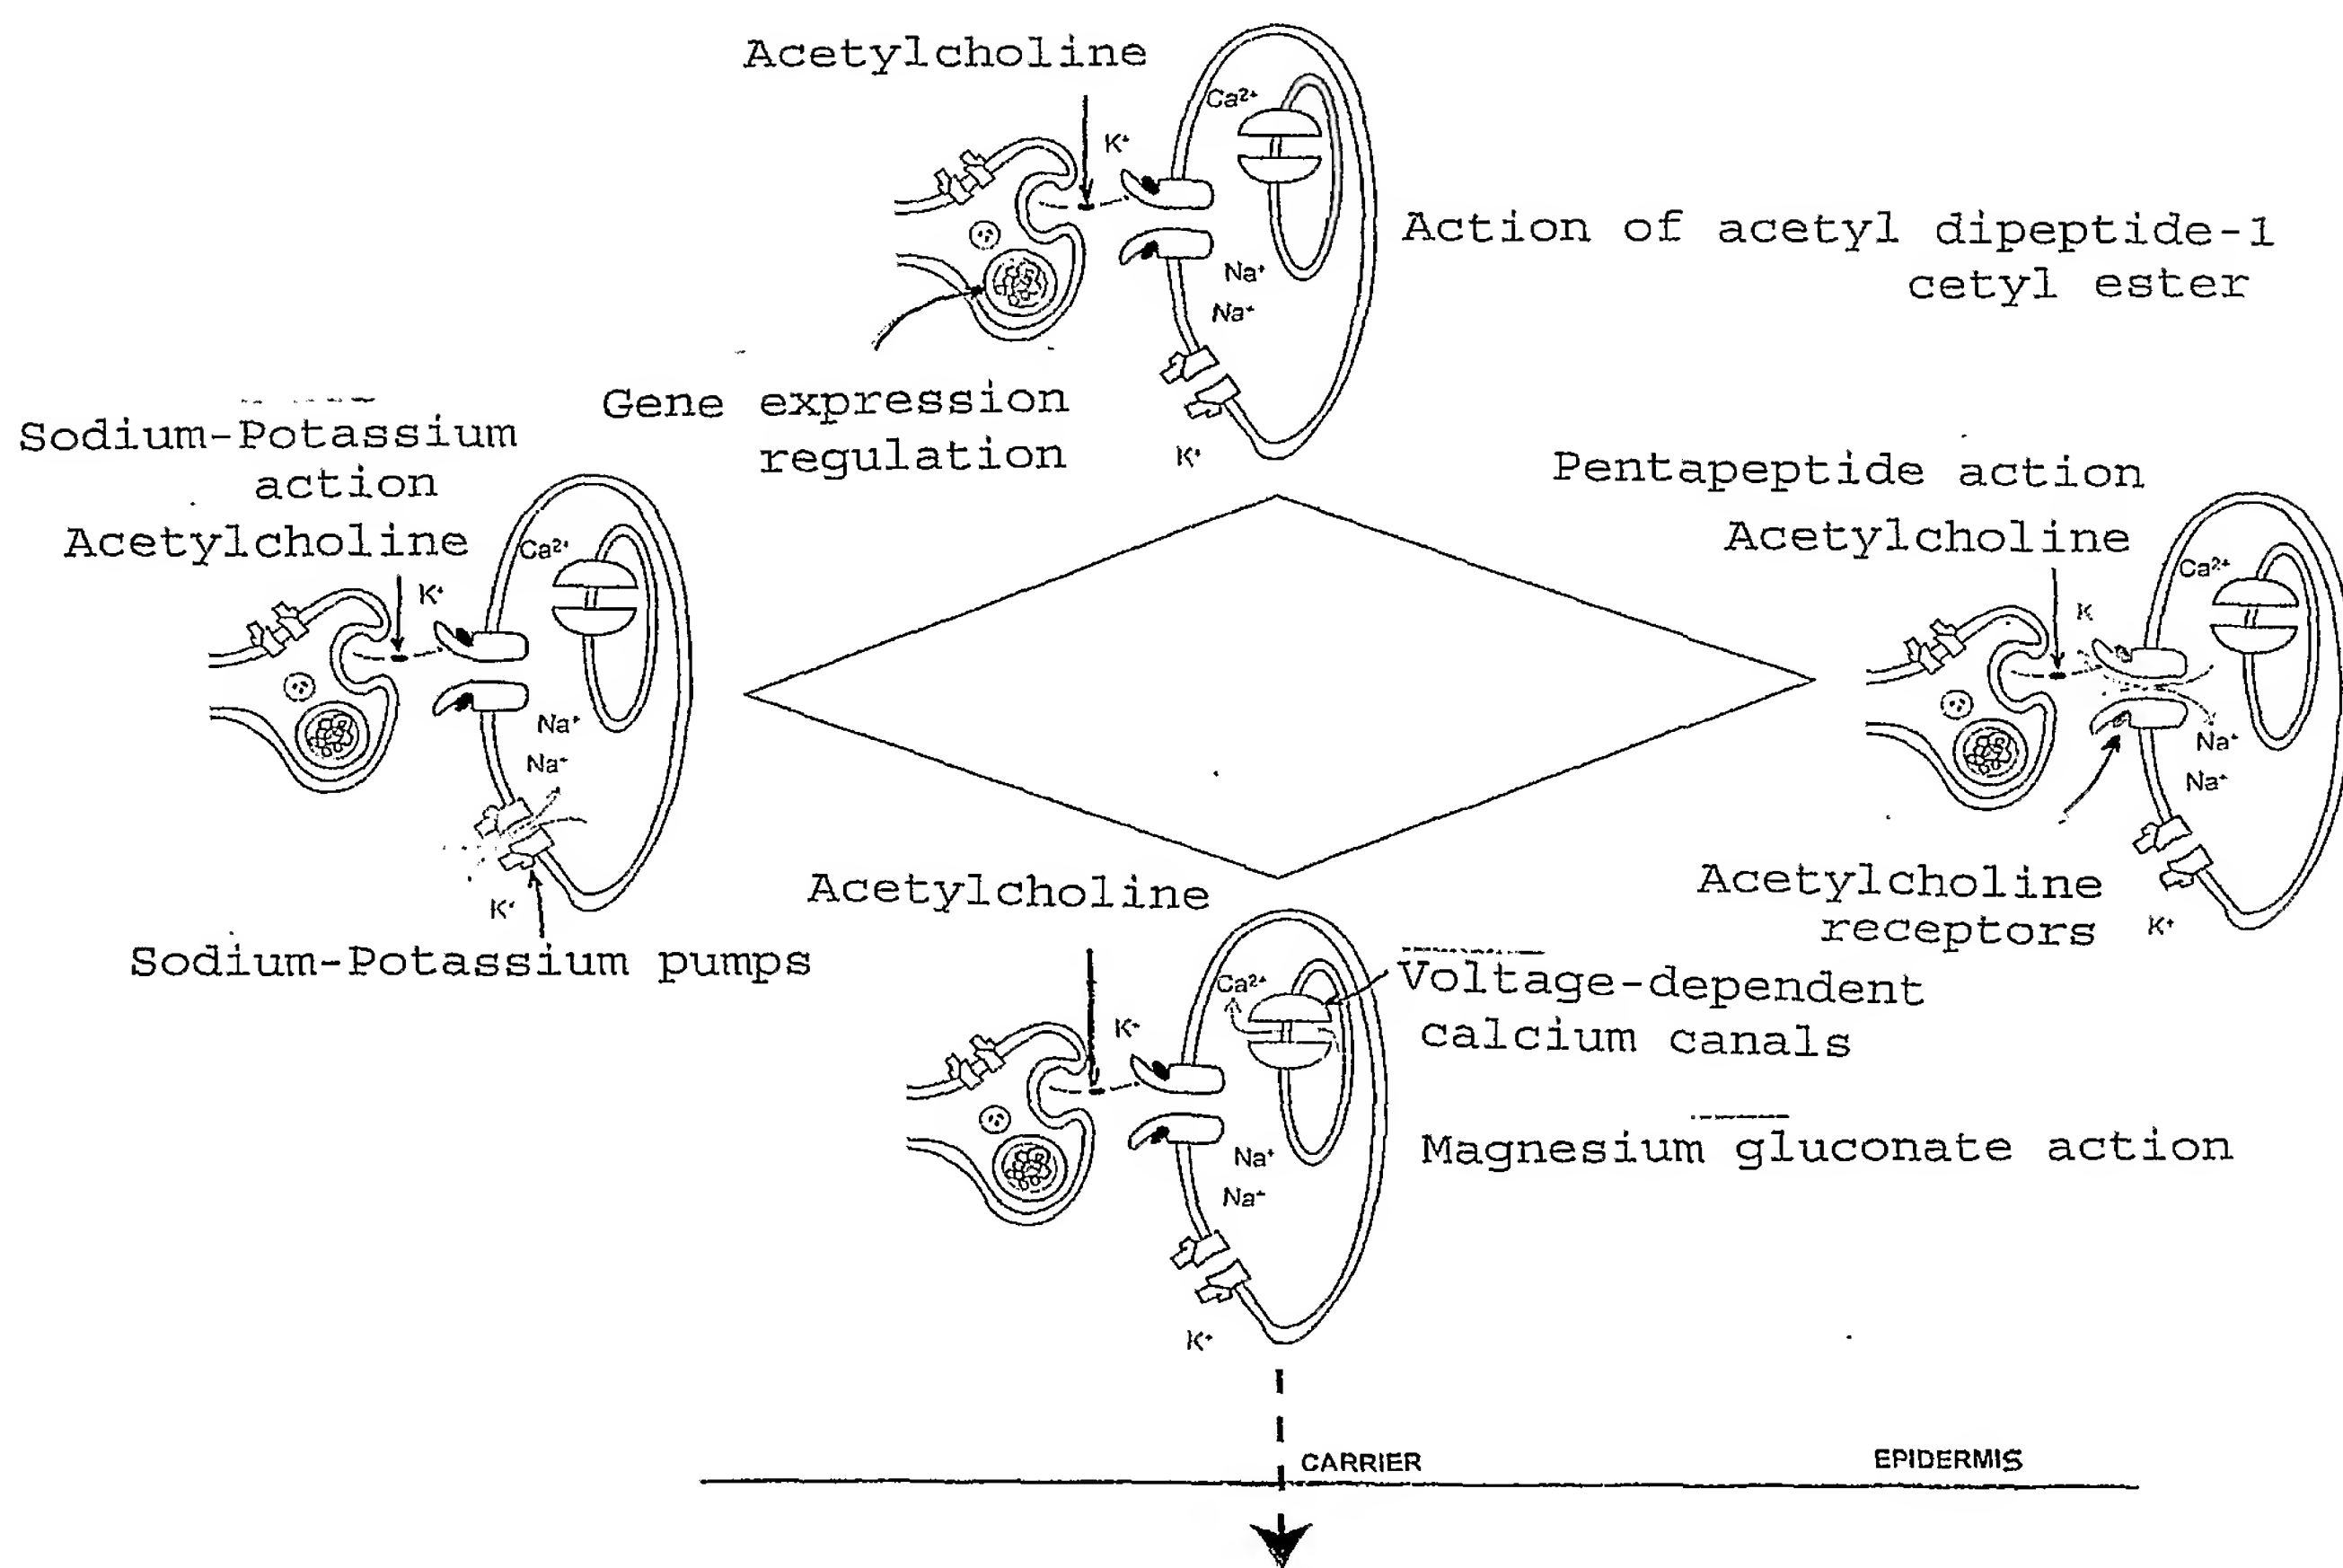 Acetylcholine
Ca²⁺
K⁺
Action of acetyl dipeptide-1
cetyl ester
Na⁺
Na⁺
Gene expression
regulation
K⁺
Sodium-Potassium
action
Acetylcholine
Ca²⁺
K⁺
Na⁺
Na⁺
K⁺
Sodium-Potassium pumps
Pentapeptide action
Acetylcholine
Ca²⁺
K
Na⁺
Na⁺
Acetylcholine
receptors
K⁺
Acetylcholine
Ca²⁺
Voltage-dependent
calcium canals
K⁺
Magnesium gluconate action
Na⁺
Na⁺
K⁺
CARRIER
EPIDERMIS